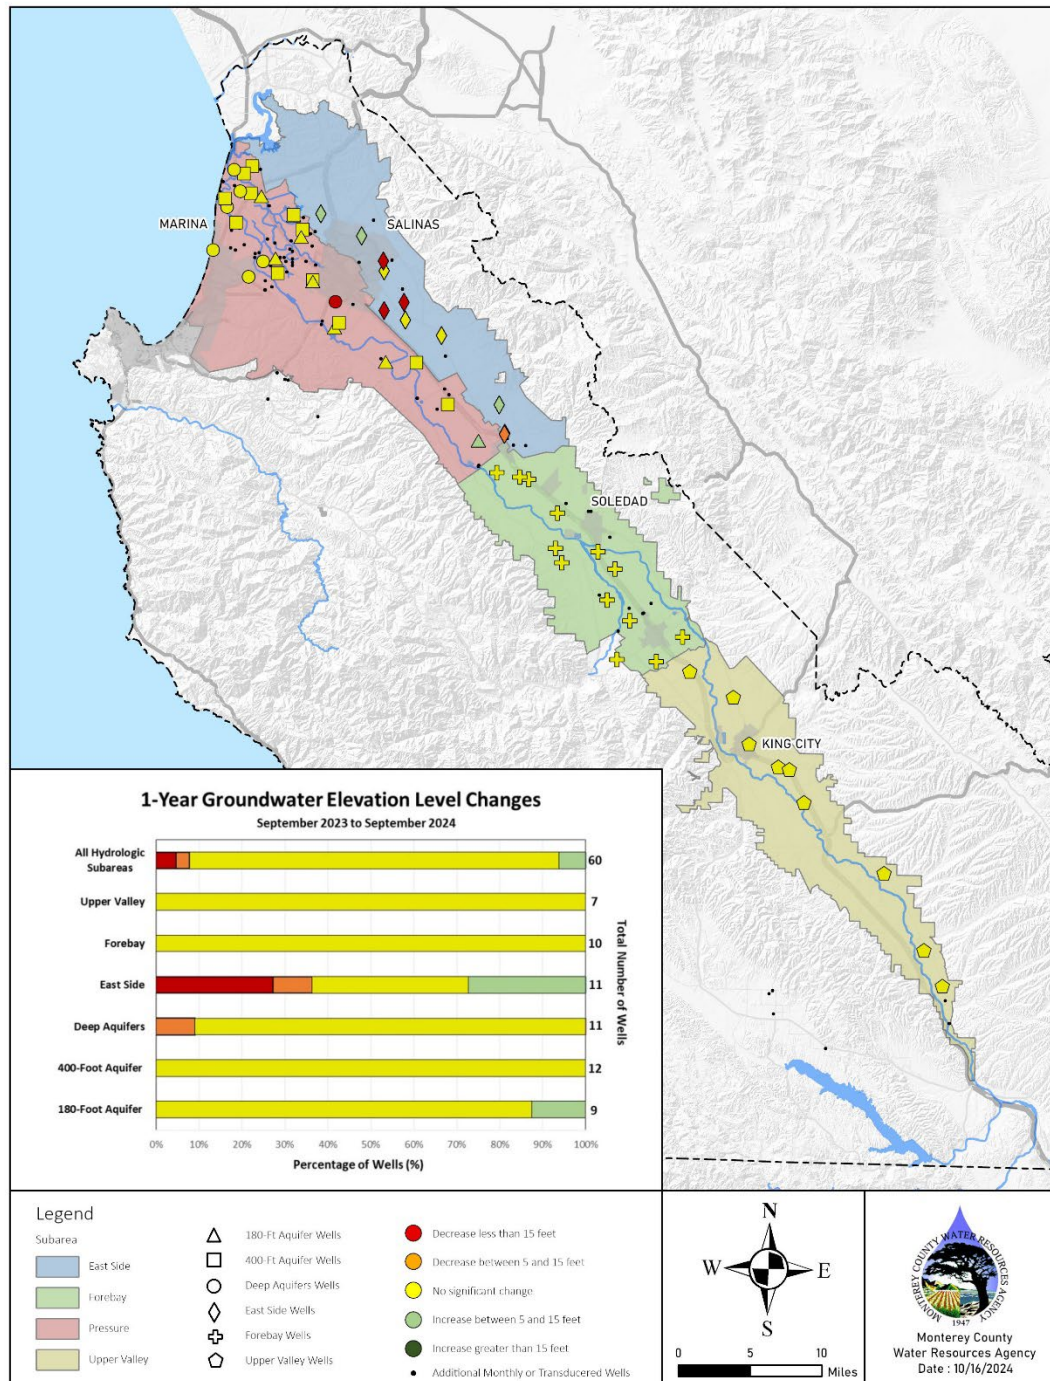 MARINA
SALINAS
SOLEDAD
KING CITY
1-Year Groundwater Elevation Level Changes
September 2023 to September 2024
All Hydrologic
Subareas
60
Upper Valley
7
Forebay
10
East Side
11
Deep Aquifers
11
400-Foot Aquifer
12
180-Foot Aquifer
9
Total Number of Wells
0% 10% 20% 30% 40% 50% 60% 70% 80% 90% 100%
Percentage of Wells (%)
Legend
Subarea
East Side
Forebay
Pressure
Upper Valley
180-Ft Aquifer Wells
400-Ft Aquifer Wells
Deep Aquifers Wells
East Side Wells
Forebay Wells
Upper Valley Wells
Decrease less than 15 feet
Decrease between 5 and 15 feet
No significant change
Increase between 5 and 15 feet
Increase greater than 15 feet
Additional Monthly or Transducered Wells
N
W E
S
0 5 10
Miles
MONTEREY COUNTY WATER RESOURCES AGENCY
1947
Monterey County
Water Resources Agency
Date : 10/16/2024